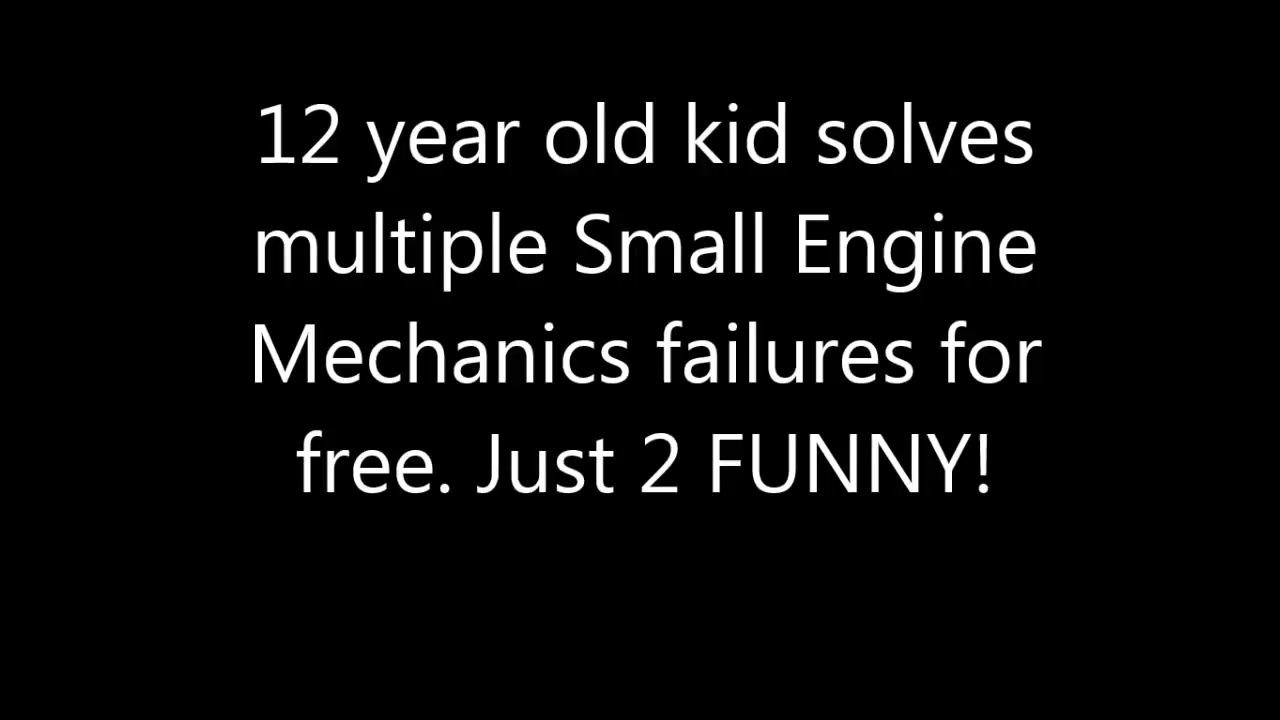 12 year old kid solves
multiple Small Engine
Mechanics failures for
free. Just 2 FUNNY!